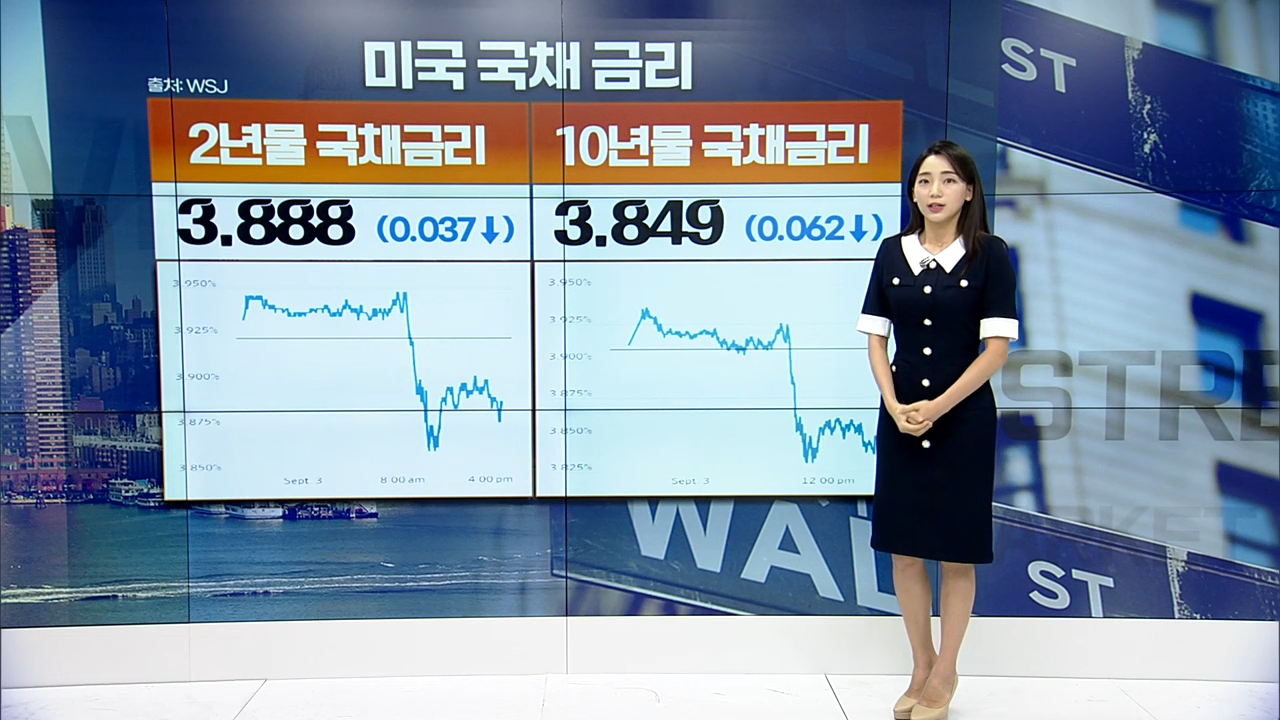 미국 국채 금리
출처: WSJ
2년물 국채금리
10년물 국채금리
3.888 (0.037↓)
3.849 (0.062↓)
3.950%
3.925%
3.900%
3.875%
3.850%
Sept. 3
8:00 am
4:00 pm
3.950%
3.925%
3.900%
3.875%
3.850%
3.825%
Sept. 3
12:00 pm
ST
STRE
WALL
ST